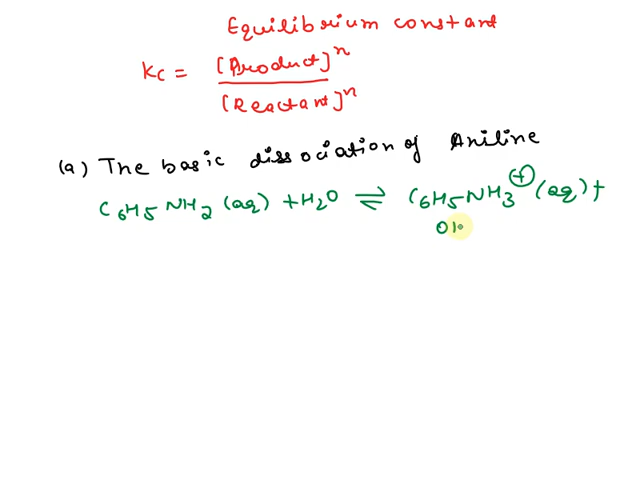 Equilibrium constant
Kc = [Product]ⁿ
[Reactant]ⁿ
(a) The basic dissociation of Aniline
C6H5NH2 (aq) + H2O ⇌ C6H5NH3⊕ (aq) +